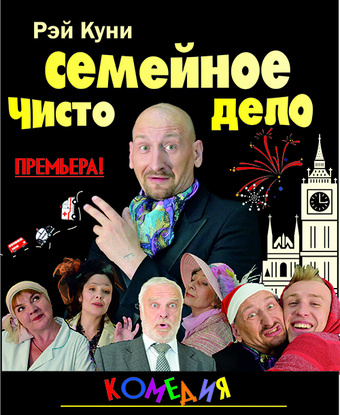 Рэй Куни
СЕМЕЙНОЕ
ЧИСТО ДЕЛО
ПРЕМЬЕРА!
КОМЕДИЯ